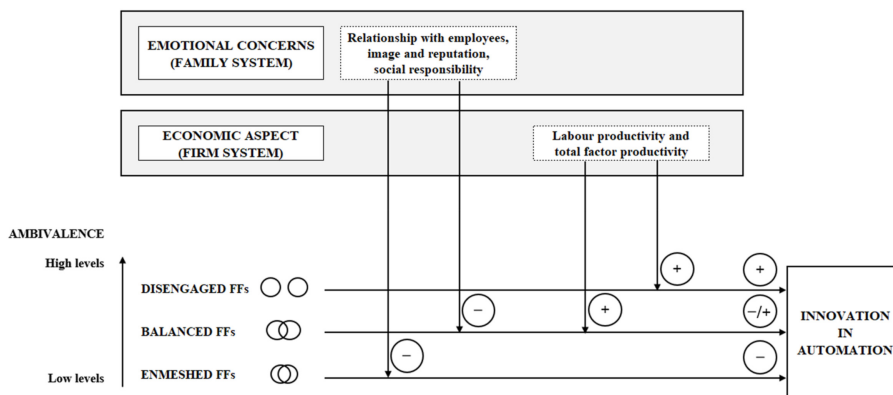 EMOTIONAL CONCERNS
(FAMILY SYSTEM)
Relationship with employees,
image and reputation,
social responsibility
ECONOMIC ASPECT
(FIRM SYSTEM)
Labour productivity and
total factor productivity
AMBIVALENCE
High levels
+
+
DISENGAGED FFs
−
+
−/+
BALANCED FFs
INNOVATION
IN
AUTOMATION
−
−
Low levels
ENMESHED FFs